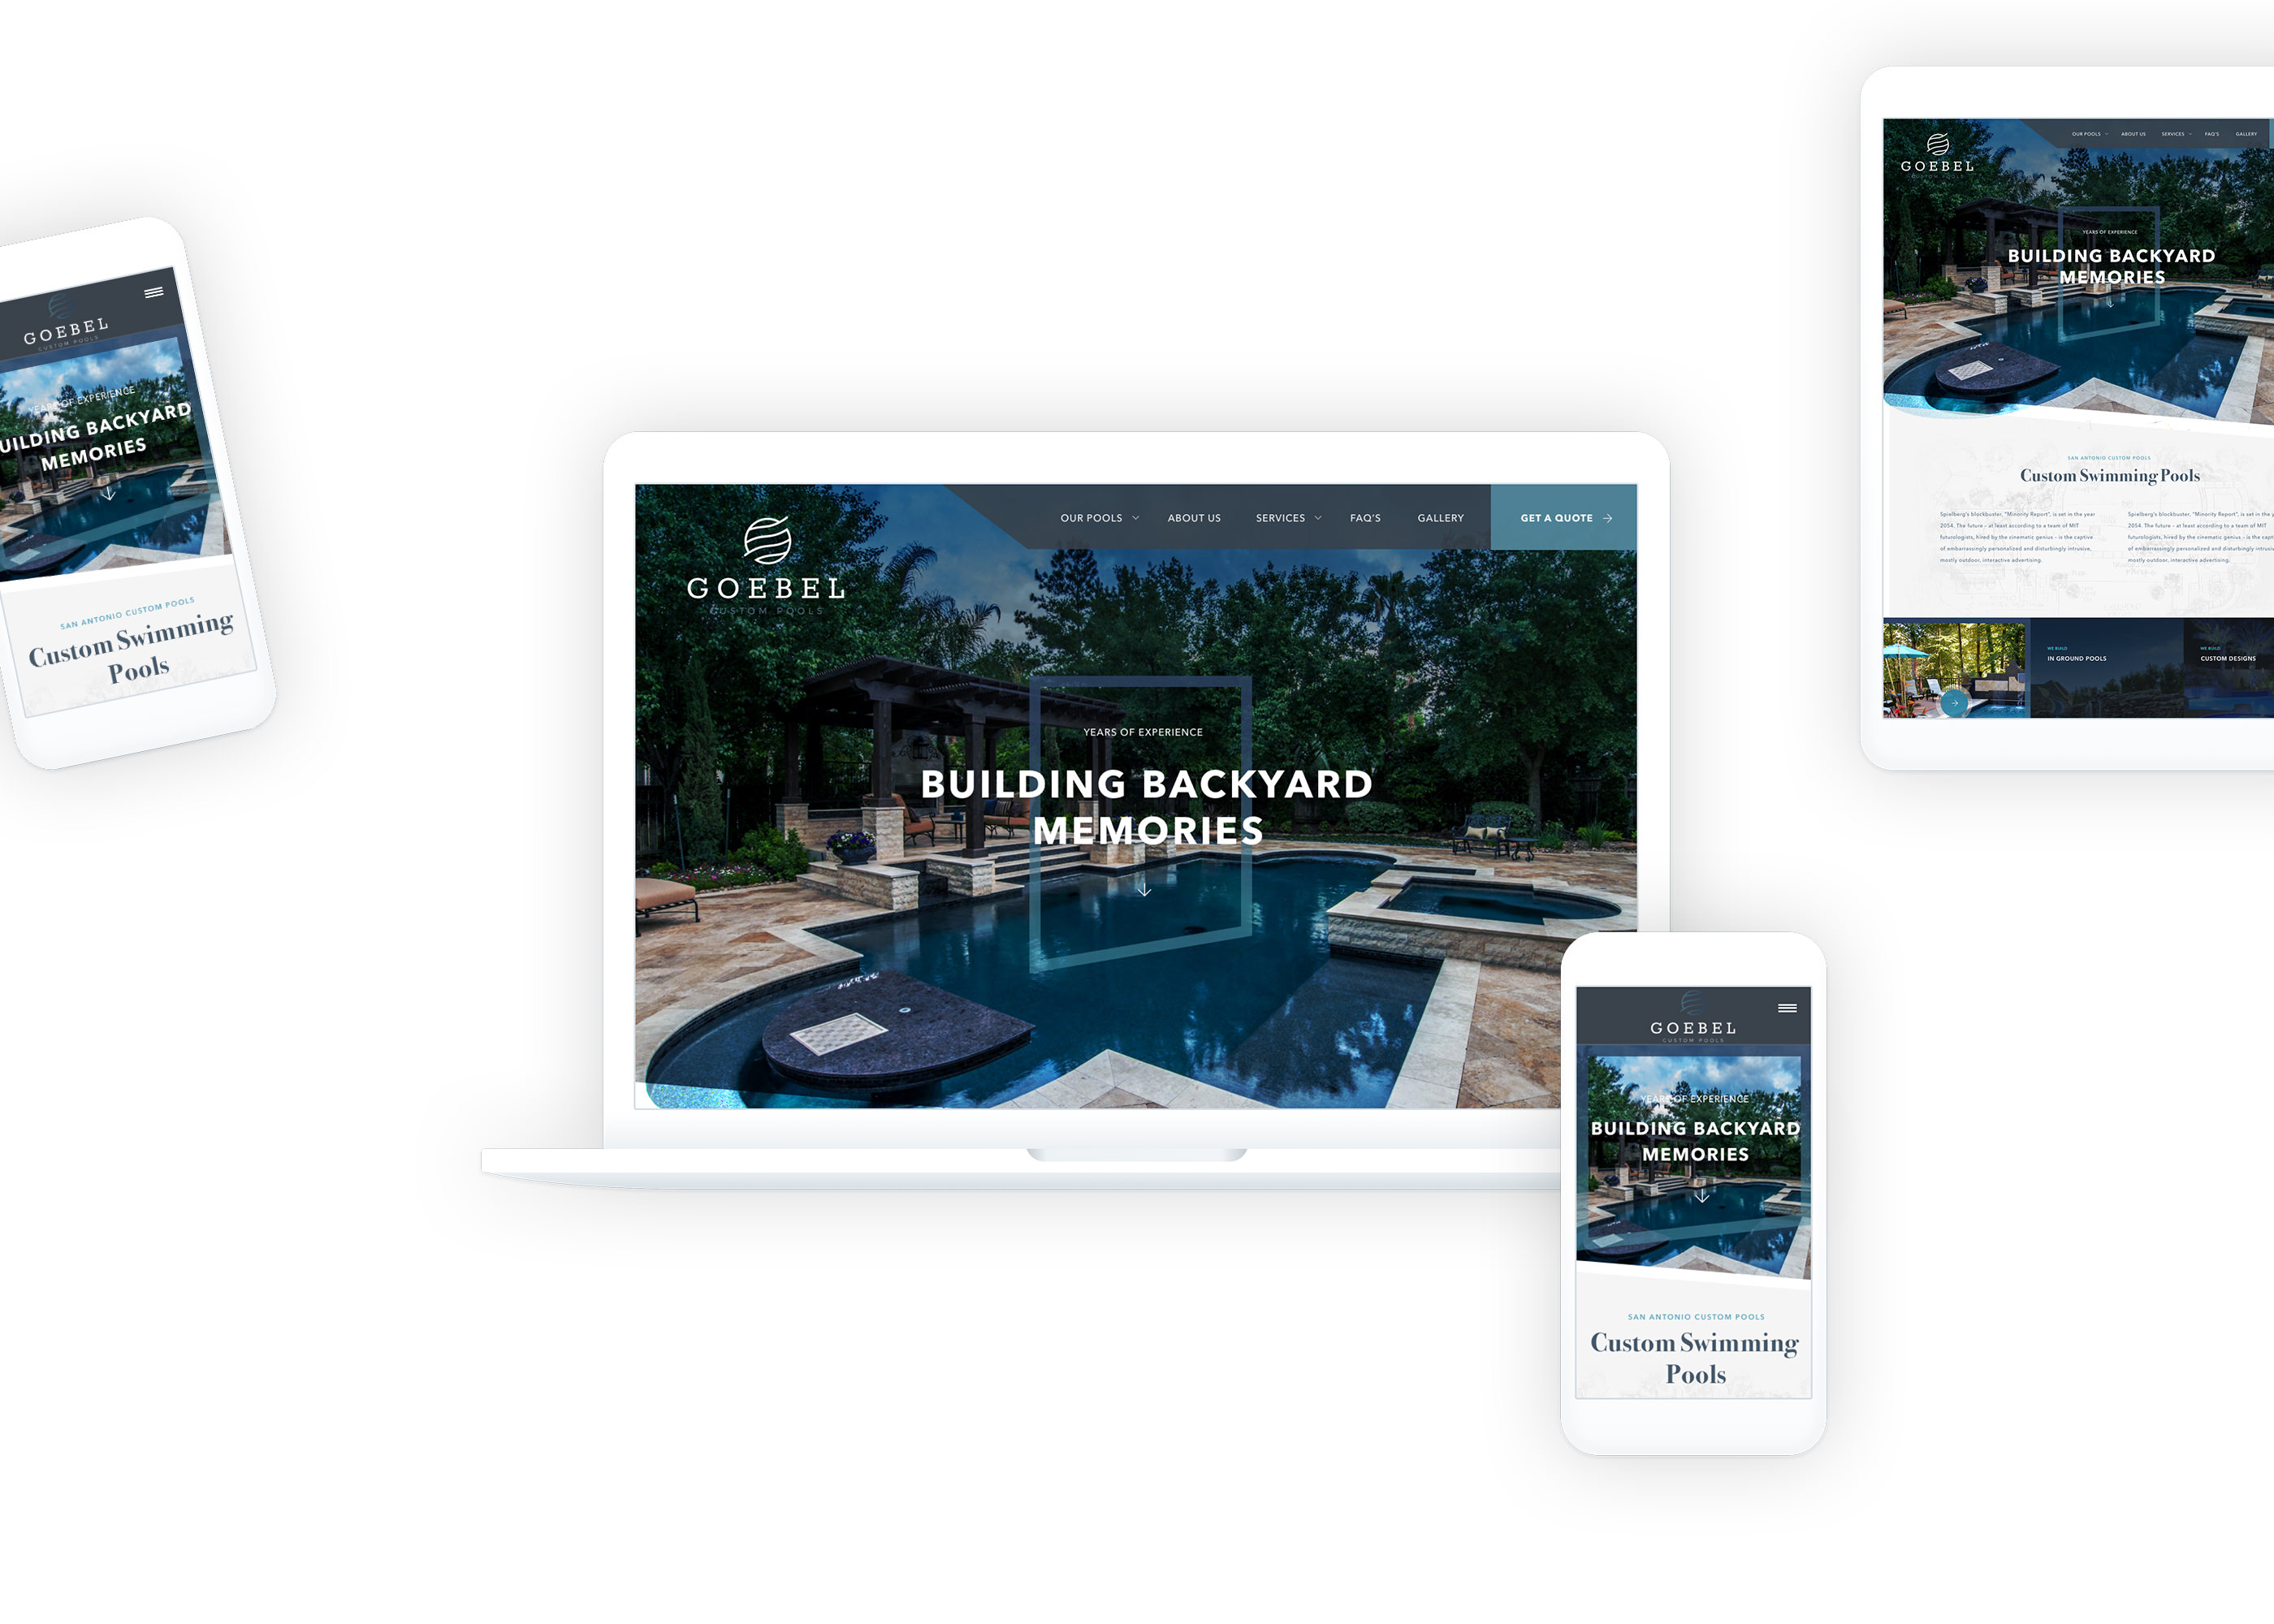 GOEBEL
CUSTOM POOLS
YEARS OF EXPERIENCE
UILDING BACKYARD
MEMORIES
SAN ANTONIO CUSTOM POOLS
Custom Swimming
Pools
OUR POOLS ABOUT US SERVICES FAQ'S GALLERY GET A QUOTE
GOEBEL
CUSTOM POOLS
YEARS OF EXPERIENCE
BUILDING BACKYARD
MEMORIES
OUR POOLS ABOUT US SERVICES FAQ'S GALLERY
GOEBEL
CUSTOM POOLS
YEARS OF EXPERIENCE
BUILDING BACKYARD
MEMORIES
SAN ANTONIO CUSTOM POOLS
Custom Swimming Pools
Spielberg's blockbuster, "Minority Report", is set in the year
2054. The future – at least according to a team of MIT
futurologists, hired by the cinematic genius – is the captive
of embarrassingly personalized and disturbingly intrusive,
mostly outdoor, interactive advertising.
Spielberg's blockbuster, "Minority Report", is set in the y
2054. The future – at least according to a team of MIT
futurologists, hired by the cinematic genius – is the capt
of embarrassingly personalized and disturbingly intrusi
mostly outdoor, interactive advertising.
WE BUILD
IN GROUND POOLS
WE BUILD
CUSTOM DESIGNS
GOEBEL
CUSTOM POOLS
YEARS OF EXPERIENCE
BUILDING BACKYARD
MEMORIES
SAN ANTONIO CUSTOM POOLS
Custom Swimming
Pools